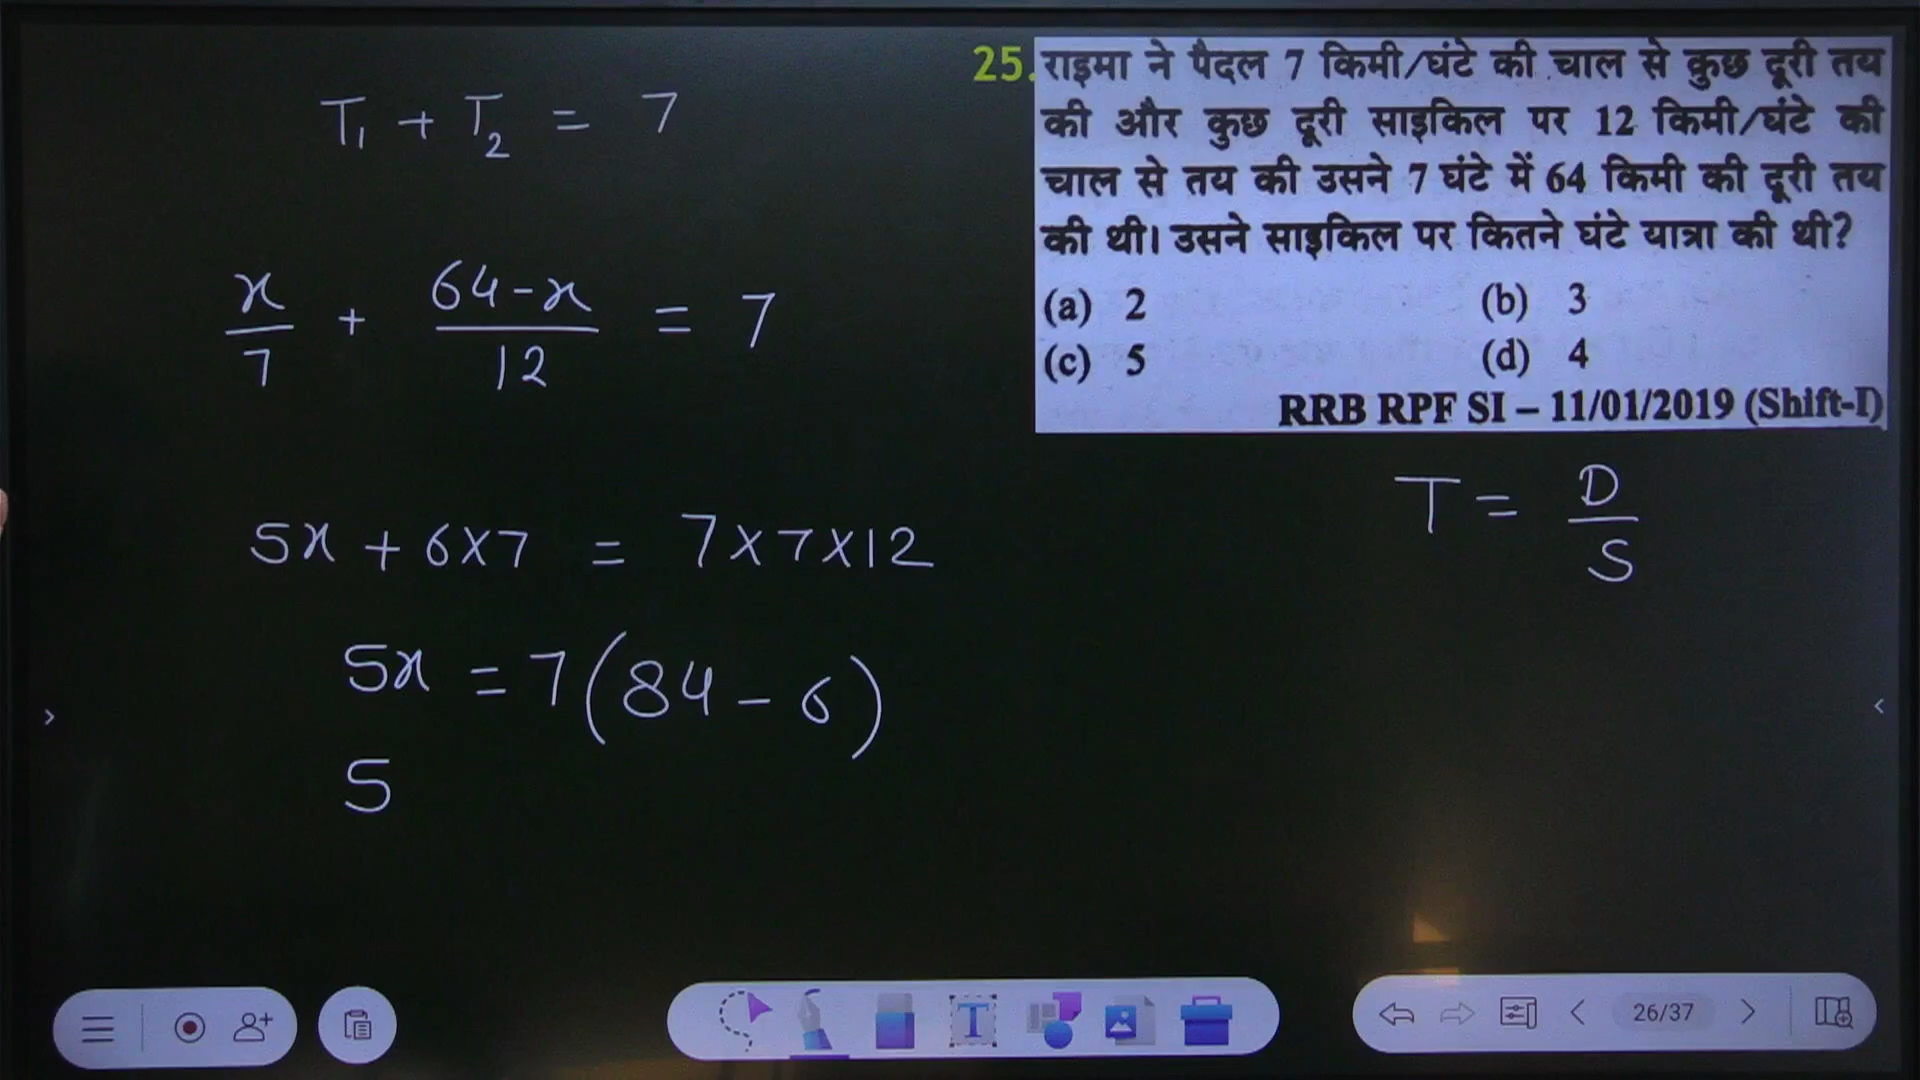 T₁ + T₂ = 7
x/7 + 64-x/12 = 7
5x + 6×7 = 7×7×12
5x = 7(84 - 6)
5
25. राइमा ने पैदल 7 किमी/घंटे की चाल से कुछ दूरी तय
की और कुछ दूरी साइकिल पर 12 किमी/घंटे की
चाल से तय की उसने 7 घंटे में 64 किमी की दूरी तय
की थी। उसने साइकिल पर कितने घंटे यात्रा की थी?
(a) 2 (b) 3
(c) 5 (d) 4
RRB RPF SI – 11/01/2019 (Shift-I)
T = D/S
T
26/37